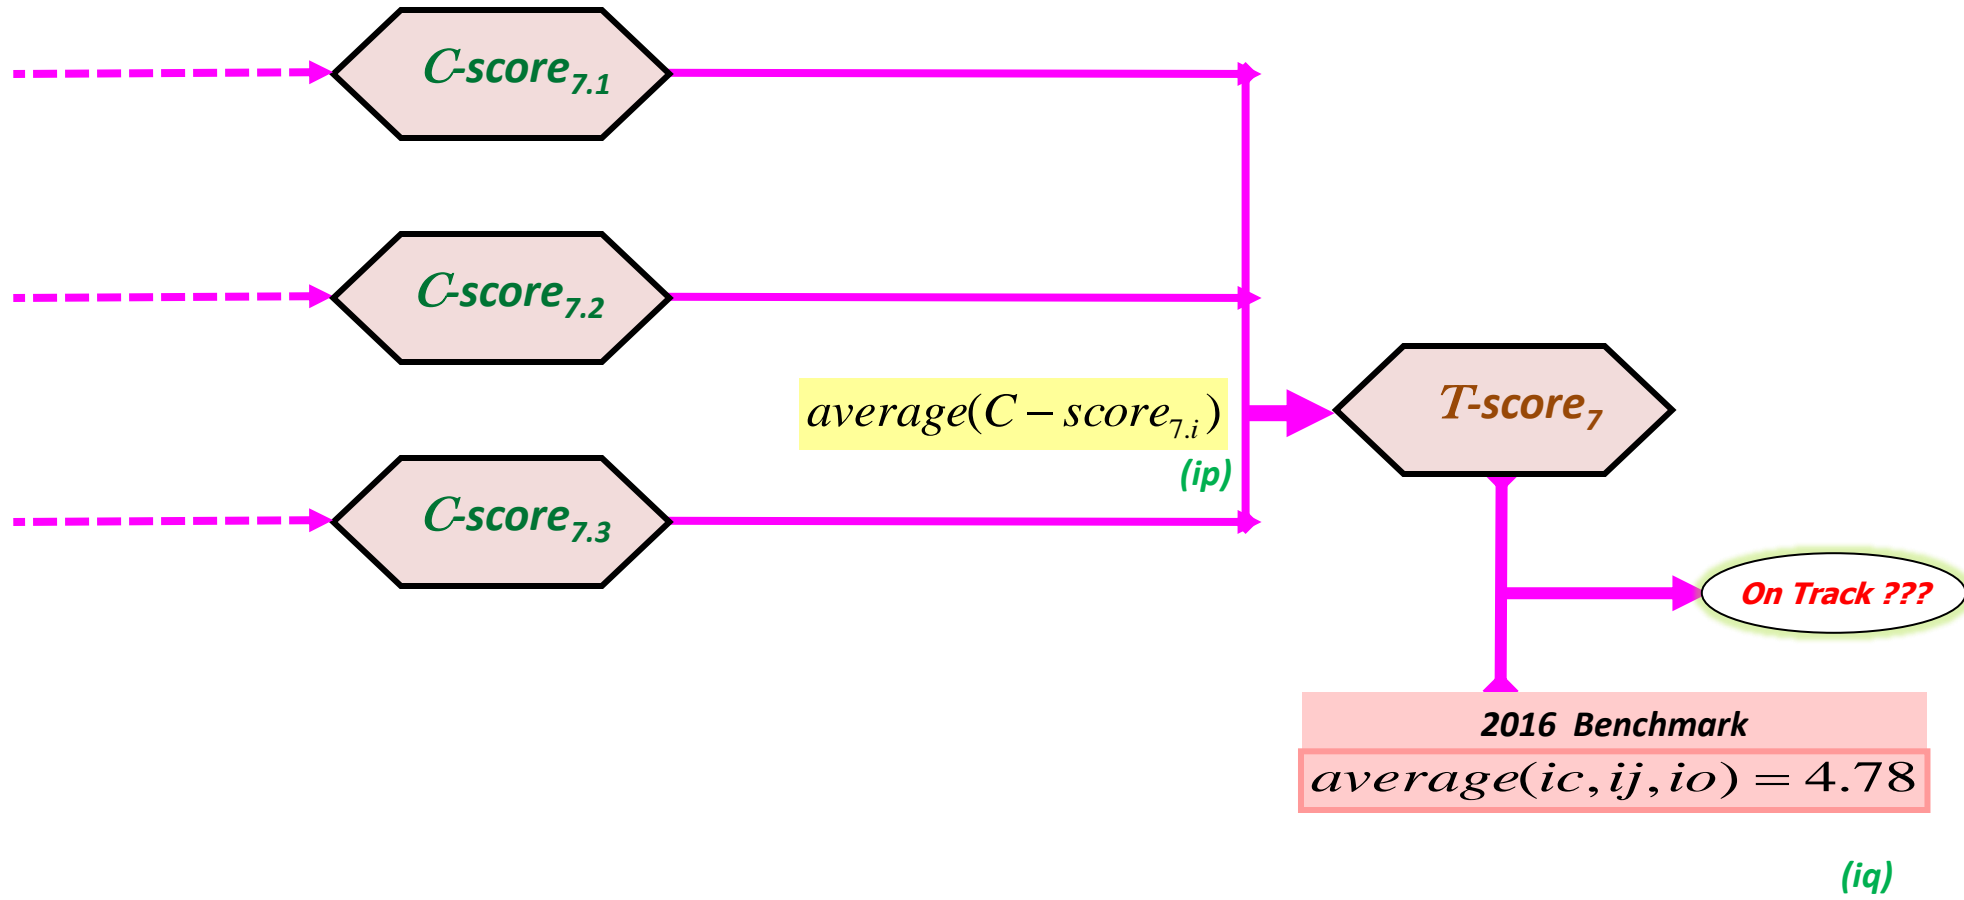 C-score7.1
C-score7.2
average(C − score7.i)
(ip)
T-score7
C-score7.3
On Track ???
2016 Benchmark
average(ic, ij, io) = 4.78
(iq)